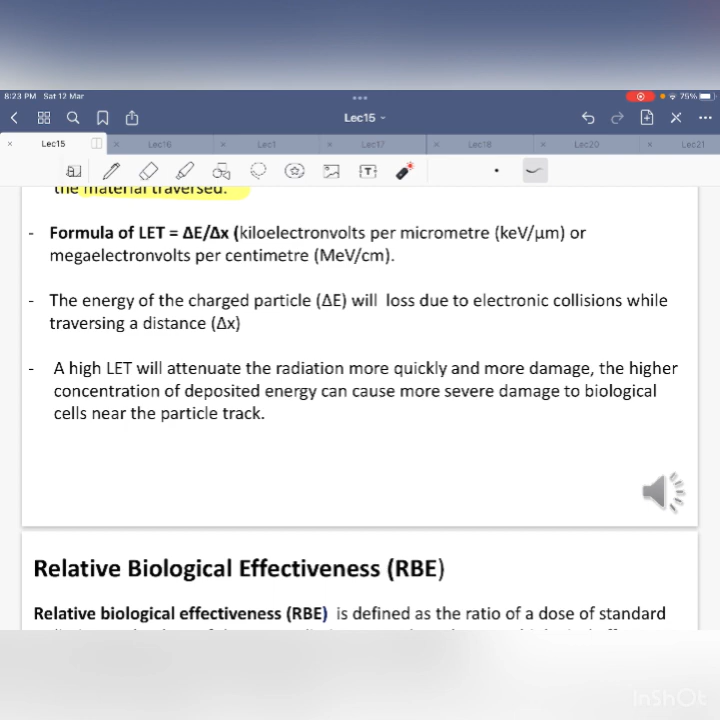 8:23 PM Sat 12 Mar
75%
Lec15
Lec15
Lec16
Lec1
Lec17
Lec18
Lec20
Lec21
the material traversed.
- Formula of LET = ΔE/Δx (kiloelectronvolts per micrometre (keV/μm) or
megaelectronvolts per centimetre (MeV/cm).
- The energy of the charged particle (ΔE) will loss due to electronic collisions while
traversing a distance (Δx)
- A high LET will attenuate the radiation more quickly and more damage, the higher
concentration of deposited energy can cause more severe damage to biological
cells near the particle track.
Relative Biological Effectiveness (RBE)
Relative biological effectiveness (RBE) is defined as the ratio of a dose of standard
InShOt